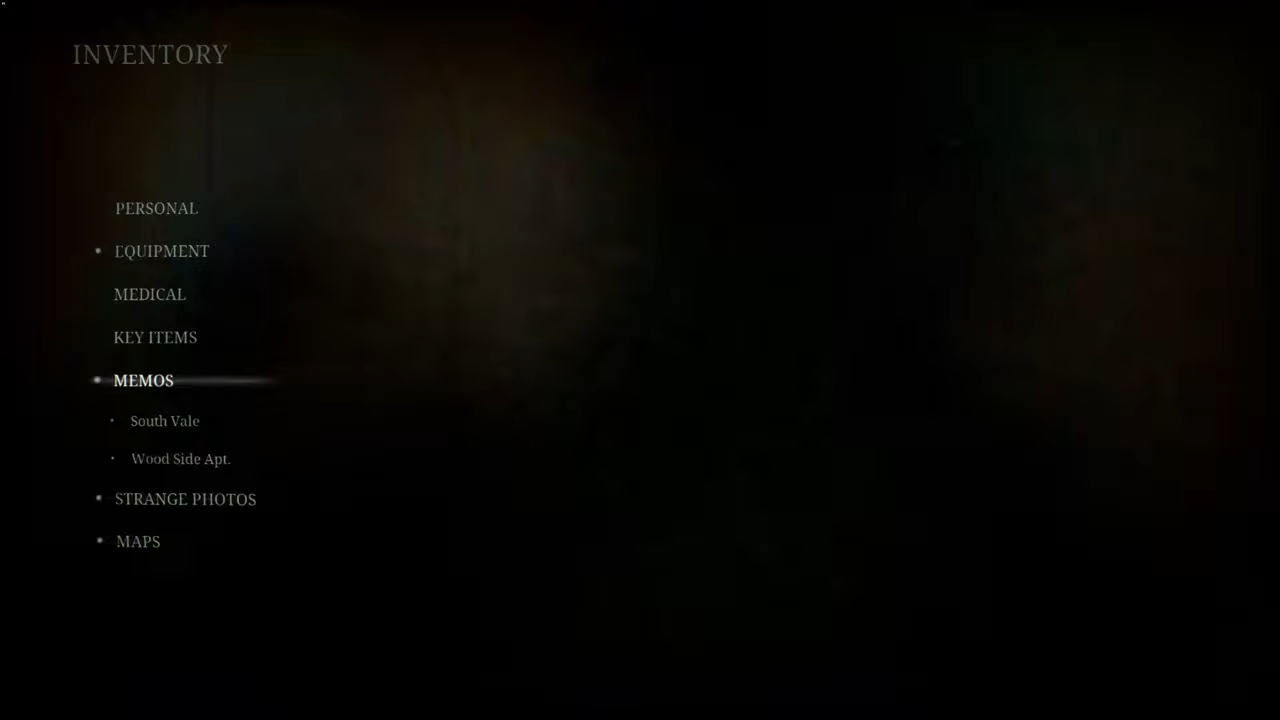 INVENTORY
PERSONAL
EQUIPMENT
MEDICAL
KEY ITEMS
MEMOS
South Vale
Wood Side Apt.
STRANGE PHOTOS
MAPS